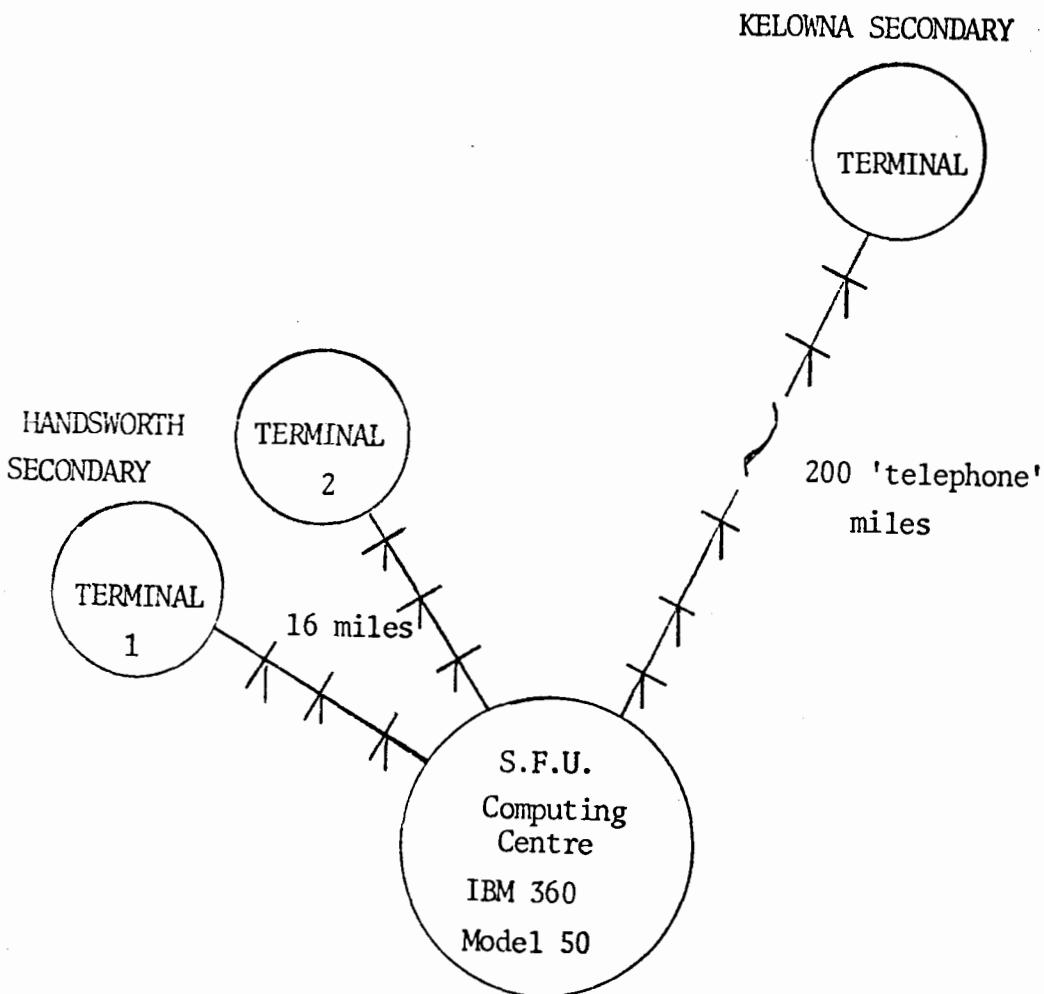 KELOWNA SECONDARY
TERMINAL
HANDSWORTH
SECONDARY
TERMINAL
2
200 'telephone'
miles
TERMINAL
1
16 miles
S.F.U.
Computing
Centre
IBM 360
Model 50